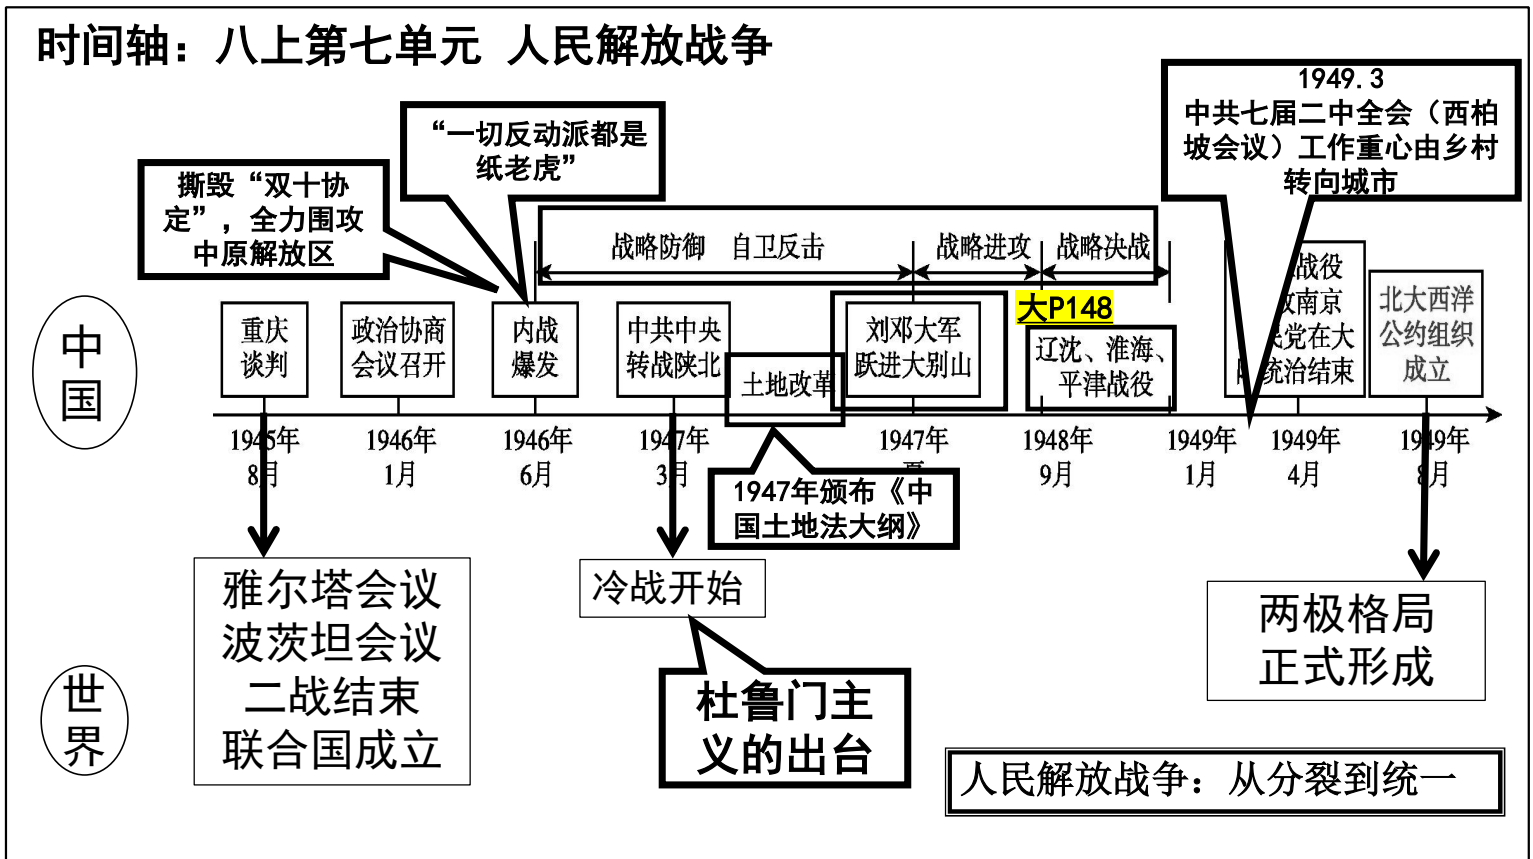 时间轴：八上第七单元 人民解放战争
1949.3
中共七届二中全会（西柏
坡会议）工作重心由乡村
转向城市
“一切反动派都是
纸老虎”
撕毁“双十协
定”，全力围攻
中原解放区
战略防御 自卫反击
战略进攻
战略决战
中
国
重庆
谈判
政治协商
会议召开
内战
爆发
中共中央
转战陕北
土地改革
刘邓大军
跃进大别山
大P148
辽沈、淮海、
平津战役
战役
南京
党在大
统治结束
北大西洋
公约组织
成立
1945年
8月
1946年
1月
1946年
6月
1947年
3月
1947年
1948年
9月
1949年
1月
1949年
4月
1949年
8月
1947年颁布《中
国土地法大纲》
世
界
雅尔塔会议
波茨坦会议
二战结束
联合国成立
冷战开始
杜鲁门主
义的出台
两极格局
正式形成
人民解放战争：从分裂到统一